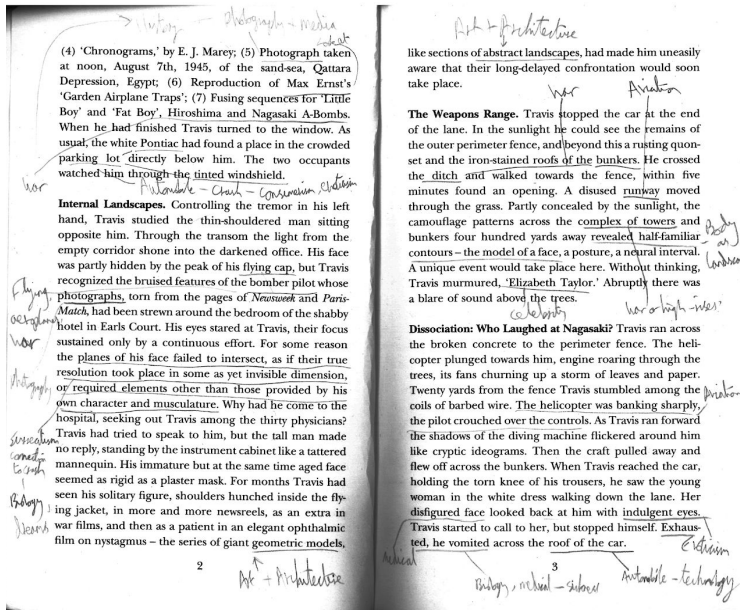 History
Photography - media
(4) ‘Chronograms,’ by E. J. Marey; (5) Photograph taken
at noon, August 7th, 1945, of the sand-sea, Qattara
Depression, Egypt; (6) Reproduction of Max Ernst’s
‘Garden Airplane Traps’; (7) Fusing sequences for ‘Little
Boy’ and ‘Fat Boy’, Hiroshima and Nagasaki A-Bombs.
When he had finished Travis turned to the window. As
usual, the white Pontiac had found a place in the crowded
parking lot directly below him. The two occupants
watched him through the tinted windshield.
war
Automobile - Crash - Consumerism, Eroticism
Internal Landscapes. Controlling the tremor in his left
hand, Travis studied the thin-shouldered man sitting
opposite him. Through the transom the light from the
empty corridor shone into the darkened office. His face
was partly hidden by the peak of his flying cap, but Travis
recognized the bruised features of the bomber pilot whose
photographs, torn from the pages of Newsweek and Paris-
Match, had been strewn around the bedroom of the shabby
hotel in Earls Court. His eyes stared at Travis, their focus
sustained only by a continuous effort. For some reason
the planes of his face failed to intersect, as if their true
resolution took place in some as yet invisible dimension,
or required elements other than those provided by his
own character and musculature. Why had he come to the
hospital, seeking out Travis among the thirty physicians?
Travis had tried to speak to him, but the tall man made
no reply, standing by the instrument cabinet like a tattered
mannequin. His immature but at the same time aged face
seemed as rigid as a plaster mask. For months Travis had
seen his solitary figure, shoulders hunched inside the fly-
ing jacket, in more and more newsreels, as an extra in
war films, and then as a patient in an elegant ophthalmic
film on nystagmus – the series of giant geometric models,
Flying,
aeroplane
war
Photography
Surrealism
connection
to crash
Biology
2
Art + Architecture
Art + Architecture
like sections of abstract landscapes, had made him uneasily
aware that their long-delayed confrontation would soon
take place.
war
Aviation
The Weapons Range. Travis stopped the car at the end
of the lane. In the sunlight he could see the remains of
the outer perimeter fence, and beyond this a rusting quon-
set and the iron-stained roofs of the bunkers. He crossed
the ditch and walked towards the fence, within five
minutes found an opening. A disused runway moved
through the grass. Partly concealed by the sunlight, the
camouflage patterns across the complex of towers and
bunkers four hundred yards away revealed half-familiar
contours – the model of a face, a posture, a neural interval.
A unique event would take place here. Without thinking,
Travis murmured, ‘Elizabeth Taylor.’ Abruptly there was
a blare of sound above the trees.
Body
as
landscape
celebrity
war or high-rises?
Dissociation: Who Laughed at Nagasaki? Travis ran across
the broken concrete to the perimeter fence. The heli-
copter plunged towards him, engine roaring through the
trees, its fans churning up a storm of leaves and paper.
Twenty yards from the fence Travis stumbled among the
coils of barbed wire. The helicopter was banking sharply,
the pilot crouched over the controls. As Travis ran forward
the shadows of the diving machine flickered around him
like cryptic ideograms. Then the craft pulled away and
flew off across the bunkers. When Travis reached the car,
holding the torn knee of his trousers, he saw the young
woman in the white dress walking down the lane. Her
disfigured face looked back at him with indulgent eyes.
Travis started to call to her, but stopped himself. Exhaus-
ted, he vomited across the roof of the car.
Aviation
Eroticism
Medical
3
Biology, medical -
Automobile - technology